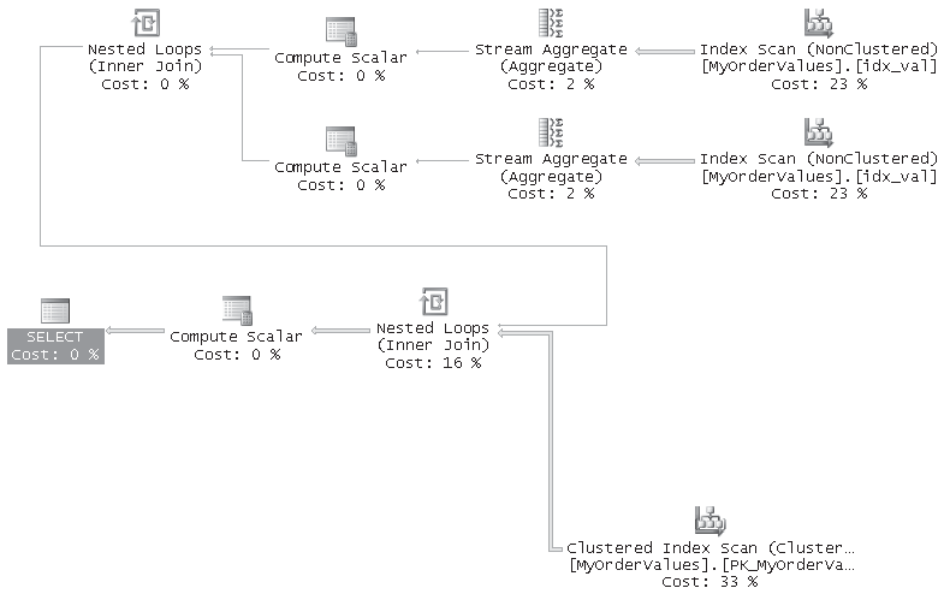 Nested Loops
(Inner Join)
Cost: 0 %
Compute Scalar
Cost: 0 %
Stream Aggregate
(Aggregate)
Cost: 2 %
Index Scan (NonClustered)
[MyOrderValues].[idx_val]
Cost: 23 %
Compute Scalar
Cost: 0 %
Stream Aggregate
(Aggregate)
Cost: 2 %
Index Scan (NonClustered)
[MyOrderValues].[idx_val]
Cost: 23 %
SELECT
Cost: 0 %
Compute Scalar
Cost: 0 %
Nested Loops
(Inner Join)
Cost: 16 %
Clustered Index Scan (Cluster...
[MyOrderValues].[PK_MyOrderVa...
Cost: 33 %